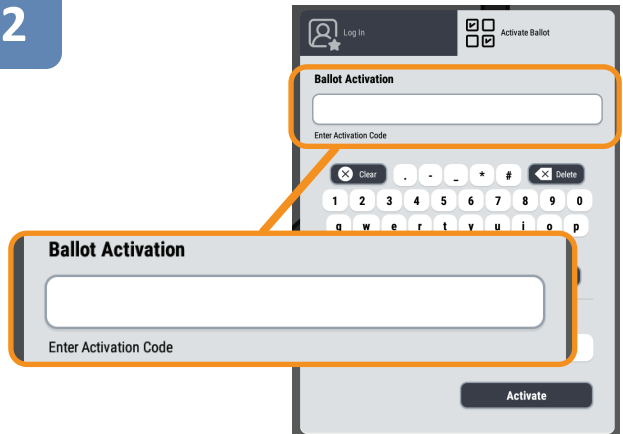 2
Log In
Activate Ballot
Ballot Activation
Enter Activation Code
Clear . - _ * # Delete
1 2 3 4 5 6 7 8 9 0
q w e r t y u i o p
Ballot Activation
Enter Activation Code
Activate